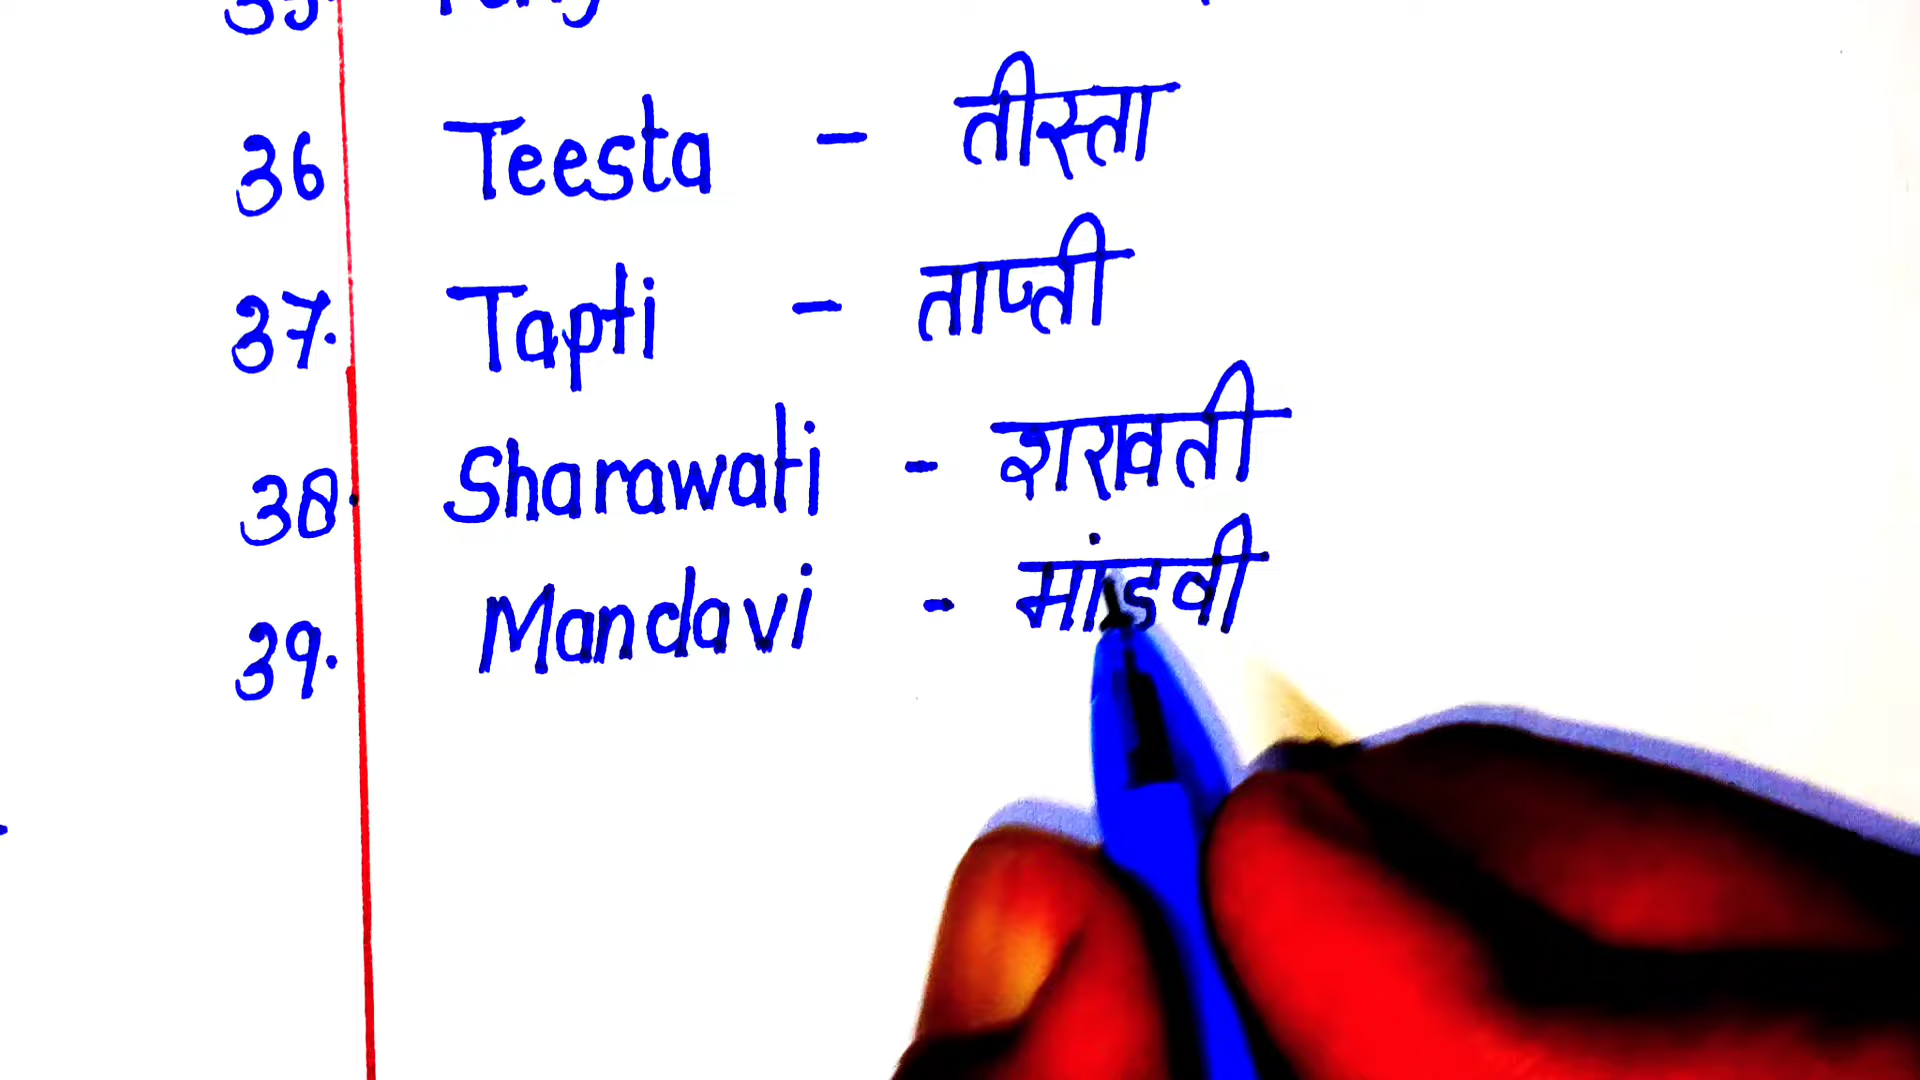 36 Teesta - तीस्ता
37. Tapti - ताप्ती
38. Sharawati - शरावती
39. Mandavi - मांडवी